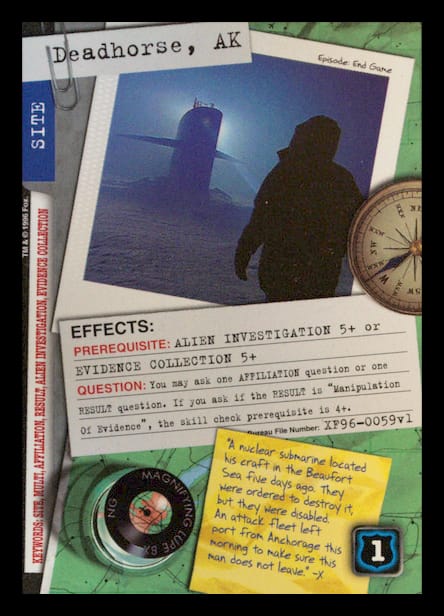 Deadhorse, AK
Episode: End Game
SITE
TM & © 1996 Fox.
KEYWORDS: SITE, MULTI, AFFILIATION, RESULT, ALIEN INVESTIGATION, EVIDENCE COLLECTION
EFFECTS:
PREREQUISITE: ALIEN INVESTIGATION 5+ or
EVIDENCE COLLECTION 5+
QUESTION: You may ask one AFFILIATION question or one
RESULT question. If you ask if the RESULT is "Manipulation
Of Evidence", the skill check prerequisite is 4+.
Bureau File Number: XF96-0059v1
"A nuclear submarine located
his craft in the Beaufort
Sea five days ago. They
were ordered to destroy it,
but they were disabled.
An attack fleet left
port from Anchorage this
morning to make sure this
man does not leave." -X
MAGNIFYING LUPE 8X
1
NW
W
SW
N